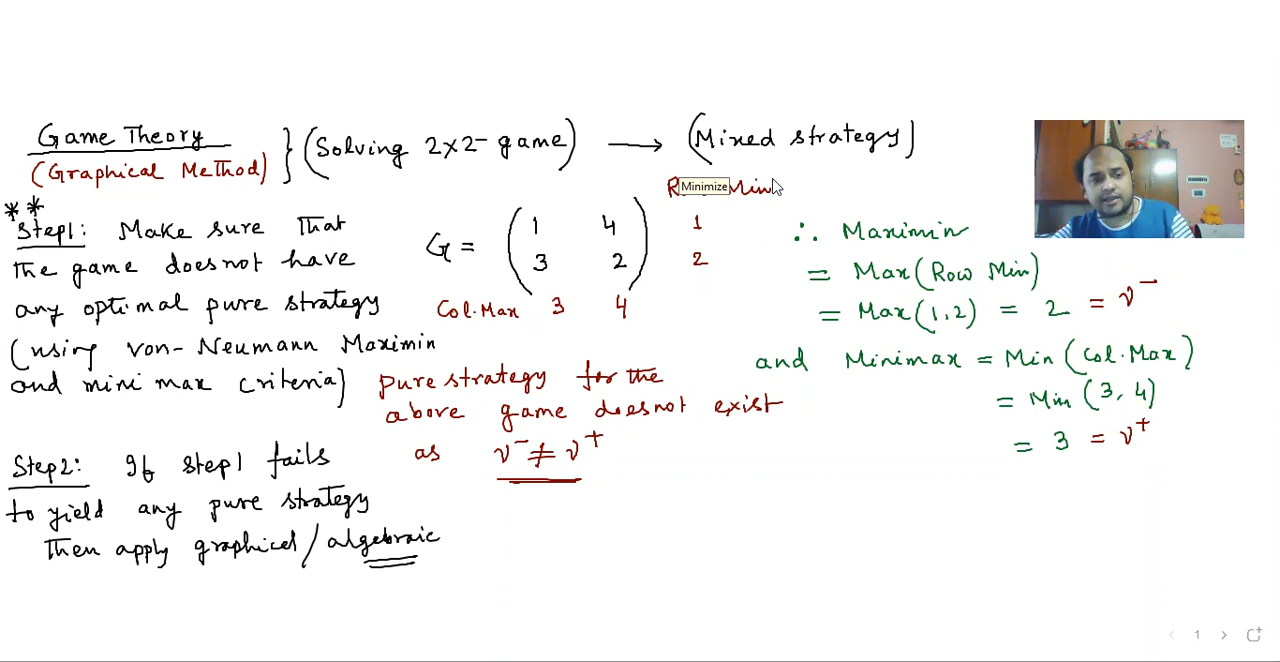 Game Theory
(Graphical Method) } (Solving 2x2- game) → (Mixed strategy)
**
Step1: Make sure that
the game does not have
any optimal pure strategy
(using von-Neumann Maximin
and mini max criteria)
Step2: If step1 fails
to yield any pure strategy
then apply graphical/algebraic
Minimize Min
G = ( 1 4
3 2 )
1
2
Col.Max 3 4
pure strategy for the
above game does not exist
as ν⁻ ≠ ν⁺
∴ Maximin
= Max(Row Min)
= Max(1,2) = 2 = ν⁻
and Minimax = Min(Col.Max)
= Min (3, 4)
= 3 = ν⁺
1